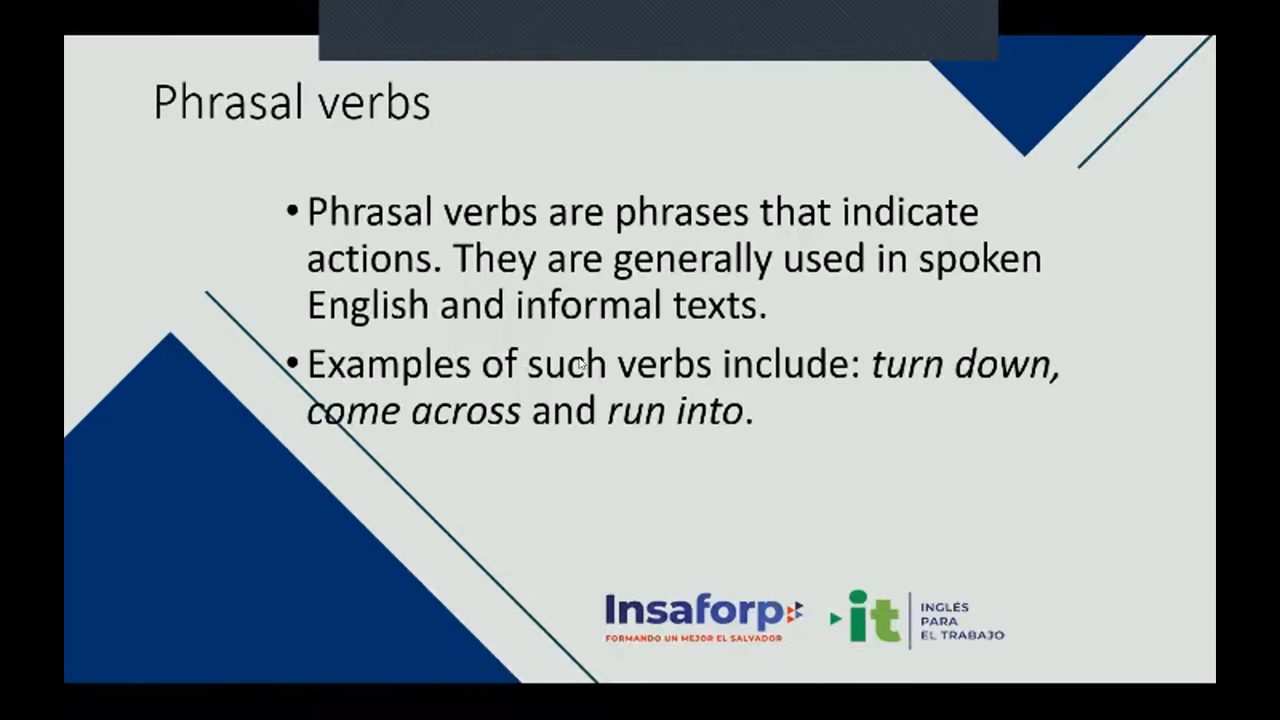 Phrasal verbs
• Phrasal verbs are phrases that indicate
actions. They are generally used in spoken
English and informal texts.
• Examples of such verbs include: turn down,
come across and run into.
Insaforp
FORMANDO UN MEJOR EL SALVADOR
it
INGLÉS
PARA
EL TRABAJO